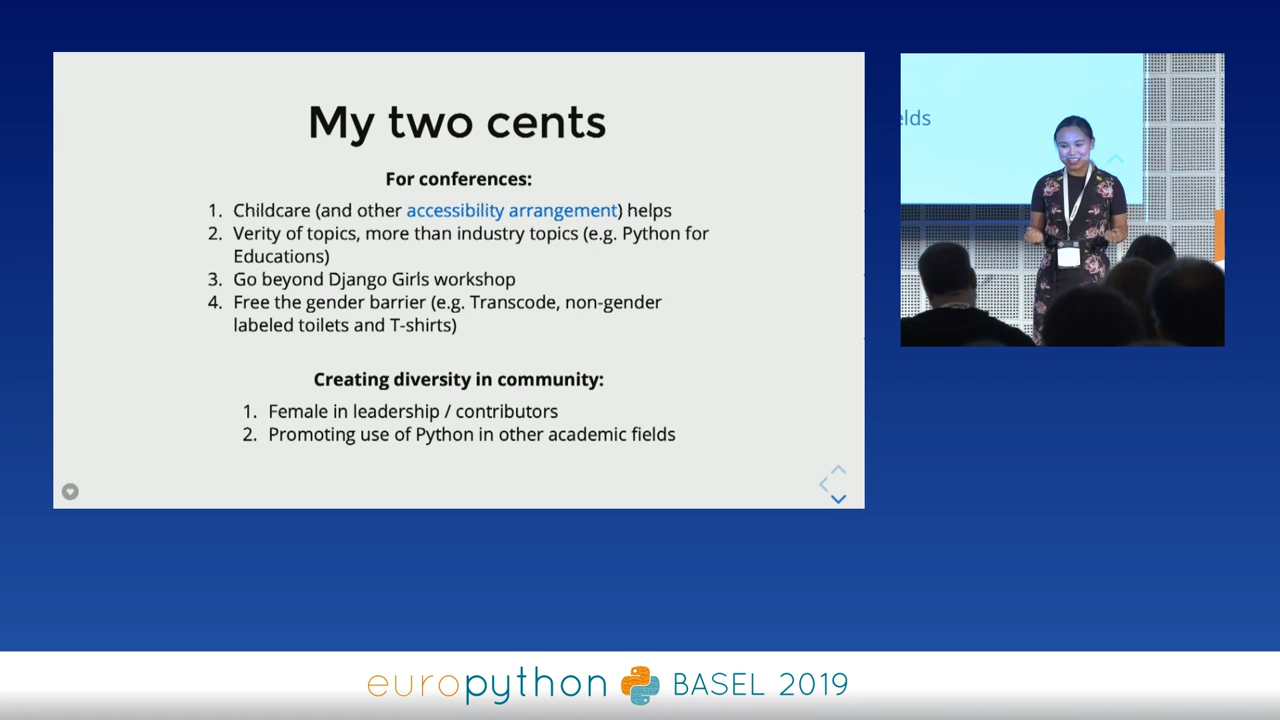 My two cents
For conferences:
1. Childcare (and other accessibility arrangement) helps
2. Verity of topics, more than industry topics (e.g. Python for
Educations)
3. Go beyond Django Girls workshop
4. Free the gender barrier (e.g. Transcode, non-gender
labeled toilets and T-shirts)
Creating diversity in community:
1. Female in leadership / contributors
2. Promoting use of Python in other academic fields
elds
europython BASEL 2019